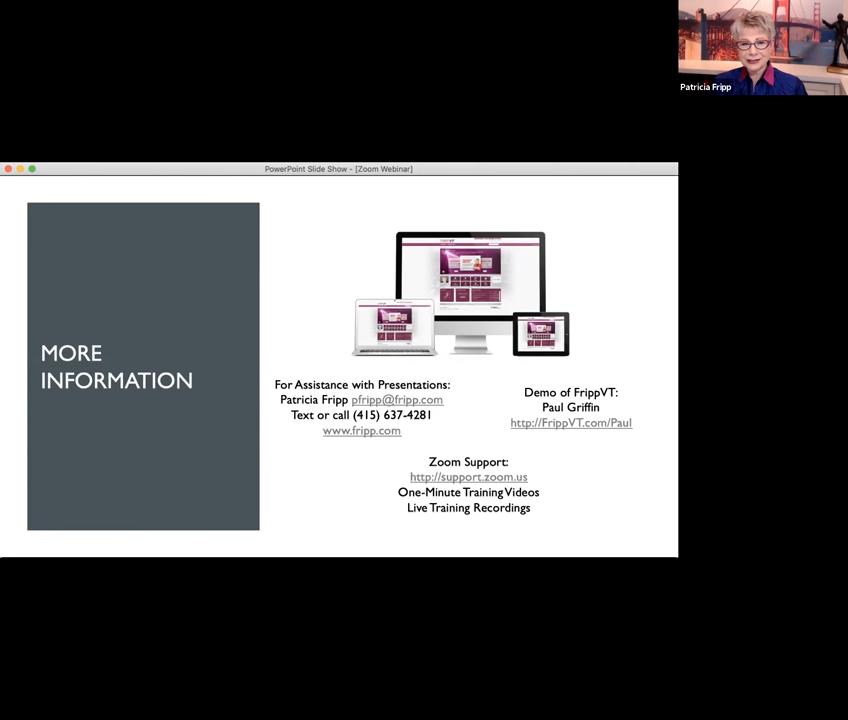 Patricia Fripp
PowerPoint Slide Show - [Zoom Webinar]
MORE
INFORMATION
For Assistance with Presentations:
Patricia Fripp pfripp@fripp.com
Text or call (415) 637-4281
www.fripp.com
Demo of FrippVT:
Paul Griffin
http://FrippVT.com/Paul
Zoom Support:
http://support.zoom.us
One-Minute Training Videos
Live Training Recordings